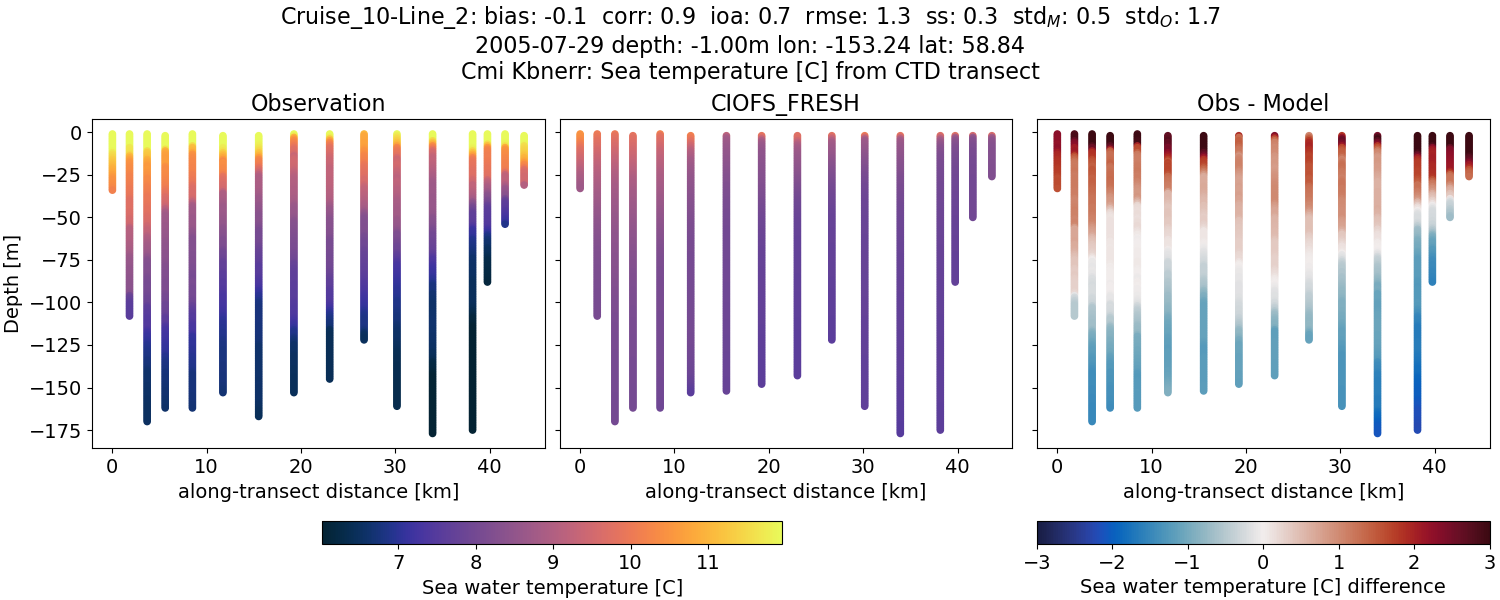 Cruise_10-Line_2: bias: -0.1 corr: 0.9 ioa: 0.7 rmse: 1.3 ss: 0.3 std_M: 0.5 std_O: 1.7
2005-07-29 depth: -1.00m lon: -153.24 lat: 58.84
Cmi Kbnerr: Sea temperature [C] from CTD transect
Observation
CIOFS_FRESH
Obs - Model
Depth [m]
0
−25
−50
−75
−100
−125
−150
−175
0 10 20 30 40
0 10 20 30 40
0 10 20 30 40
along-transect distance [km]
along-transect distance [km]
along-transect distance [km]
7 8 9 10 11
Sea water temperature [C]
−3 −2 −1 0 1 2 3
Sea water temperature [C] difference